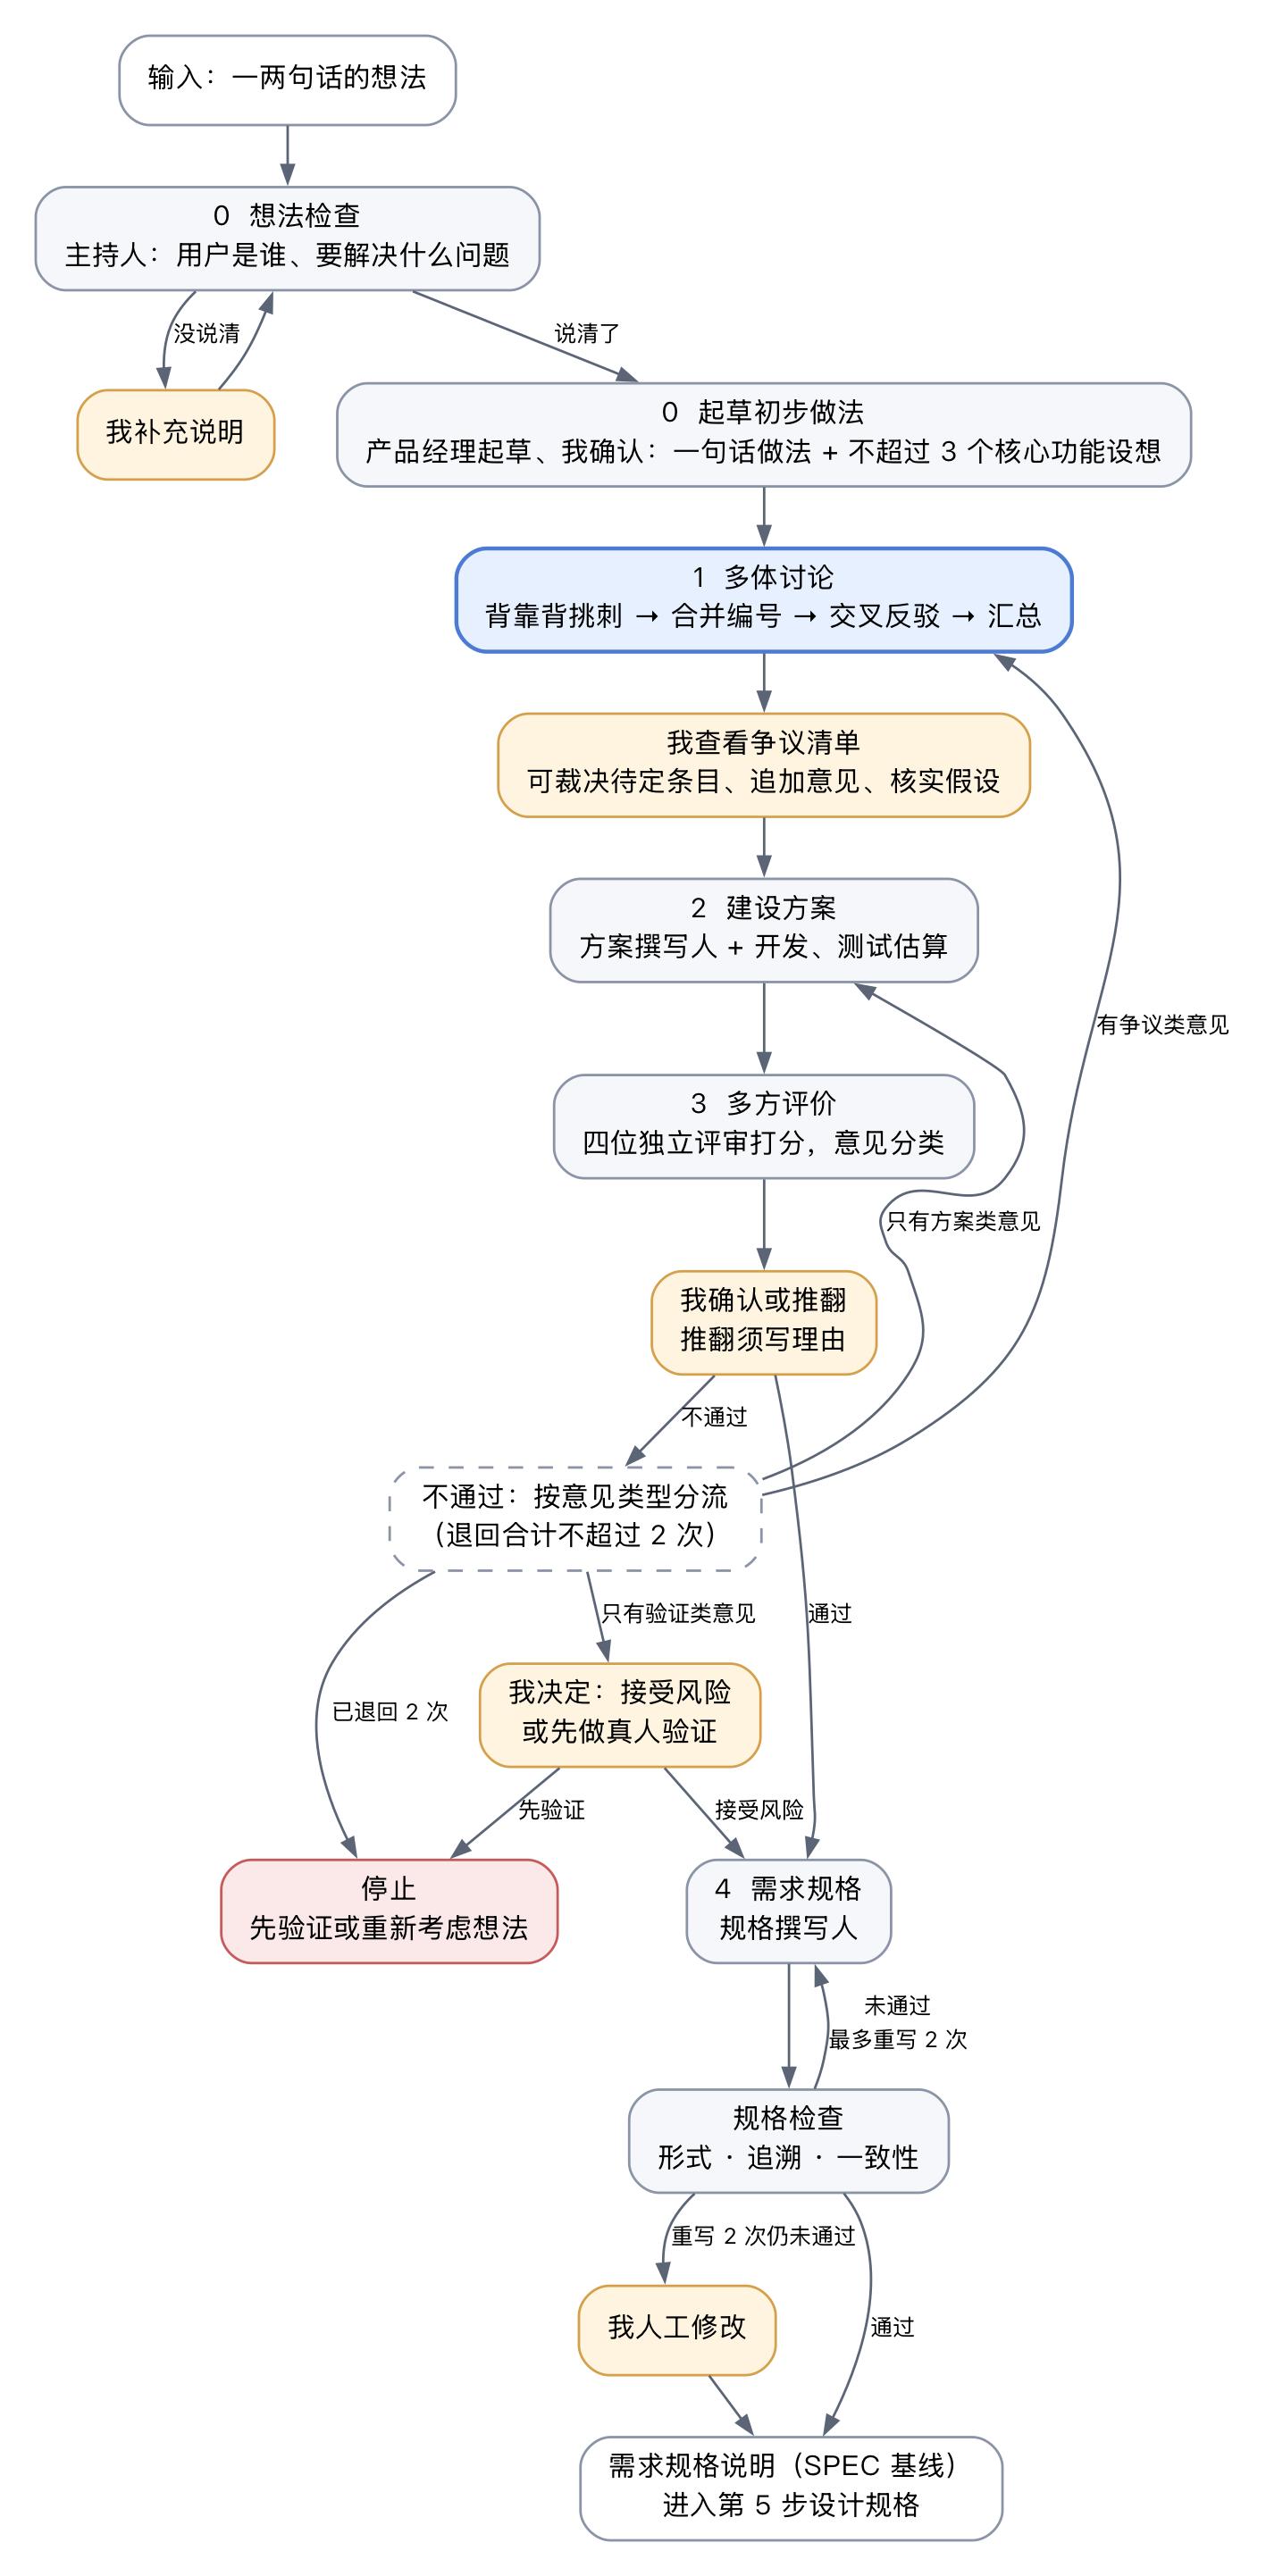 输入：一两句话的想法
0 想法检查
主持人：用户是谁、要解决什么问题
没说清
说清了
我补充说明
0 起草初步做法
产品经理起草、我确认：一句话做法 + 不超过 3 个核心功能设想
1 多体讨论
背靠背挑刺 → 合并编号 → 交叉反驳 → 汇总
我查看争议清单
可裁决待定条目、追加意见、核实假设
2 建设方案
方案撰写人 + 开发、测试估算
有争议类意见
3 多方评价
四位独立评审打分，意见分类
只有方案类意见
我确认或推翻
推翻须写理由
不通过
不通过：按意见类型分流
（退回合计不超过 2 次）
只有验证类意见
通过
已退回 2 次
我决定：接受风险
或先做真人验证
先验证
接受风险
停止
先验证或重新考虑想法
4 需求规格
规格撰写人
未通过
最多重写 2 次
规格检查
形式 · 追溯 · 一致性
重写 2 次仍未通过
我人工修改
通过
需求规格说明（SPEC 基线）
进入第 5 步设计规格